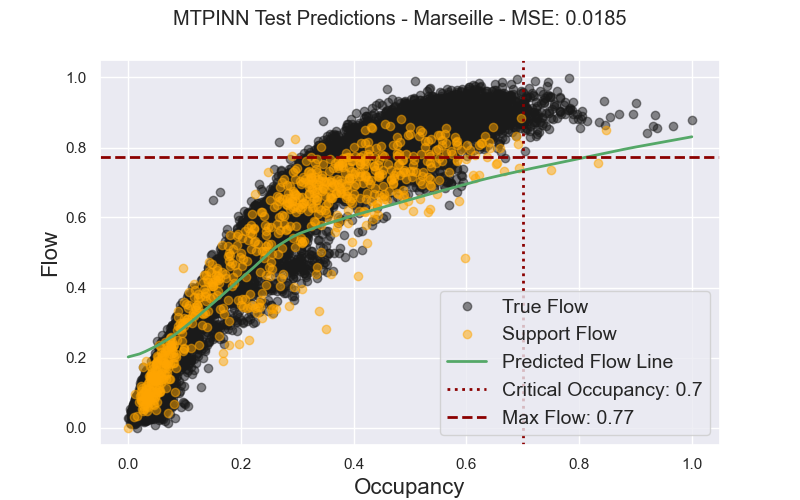 MTPINN Test Predictions - Marseille - MSE: 0.0185
1.0
0.8
0.6
0.4
0.2
0.0
Flow
True Flow
Support Flow
Predicted Flow Line
Critical Occupancy: 0.7
Max Flow: 0.77
0.0 0.2 0.4 0.6 0.8 1.0
Occupancy